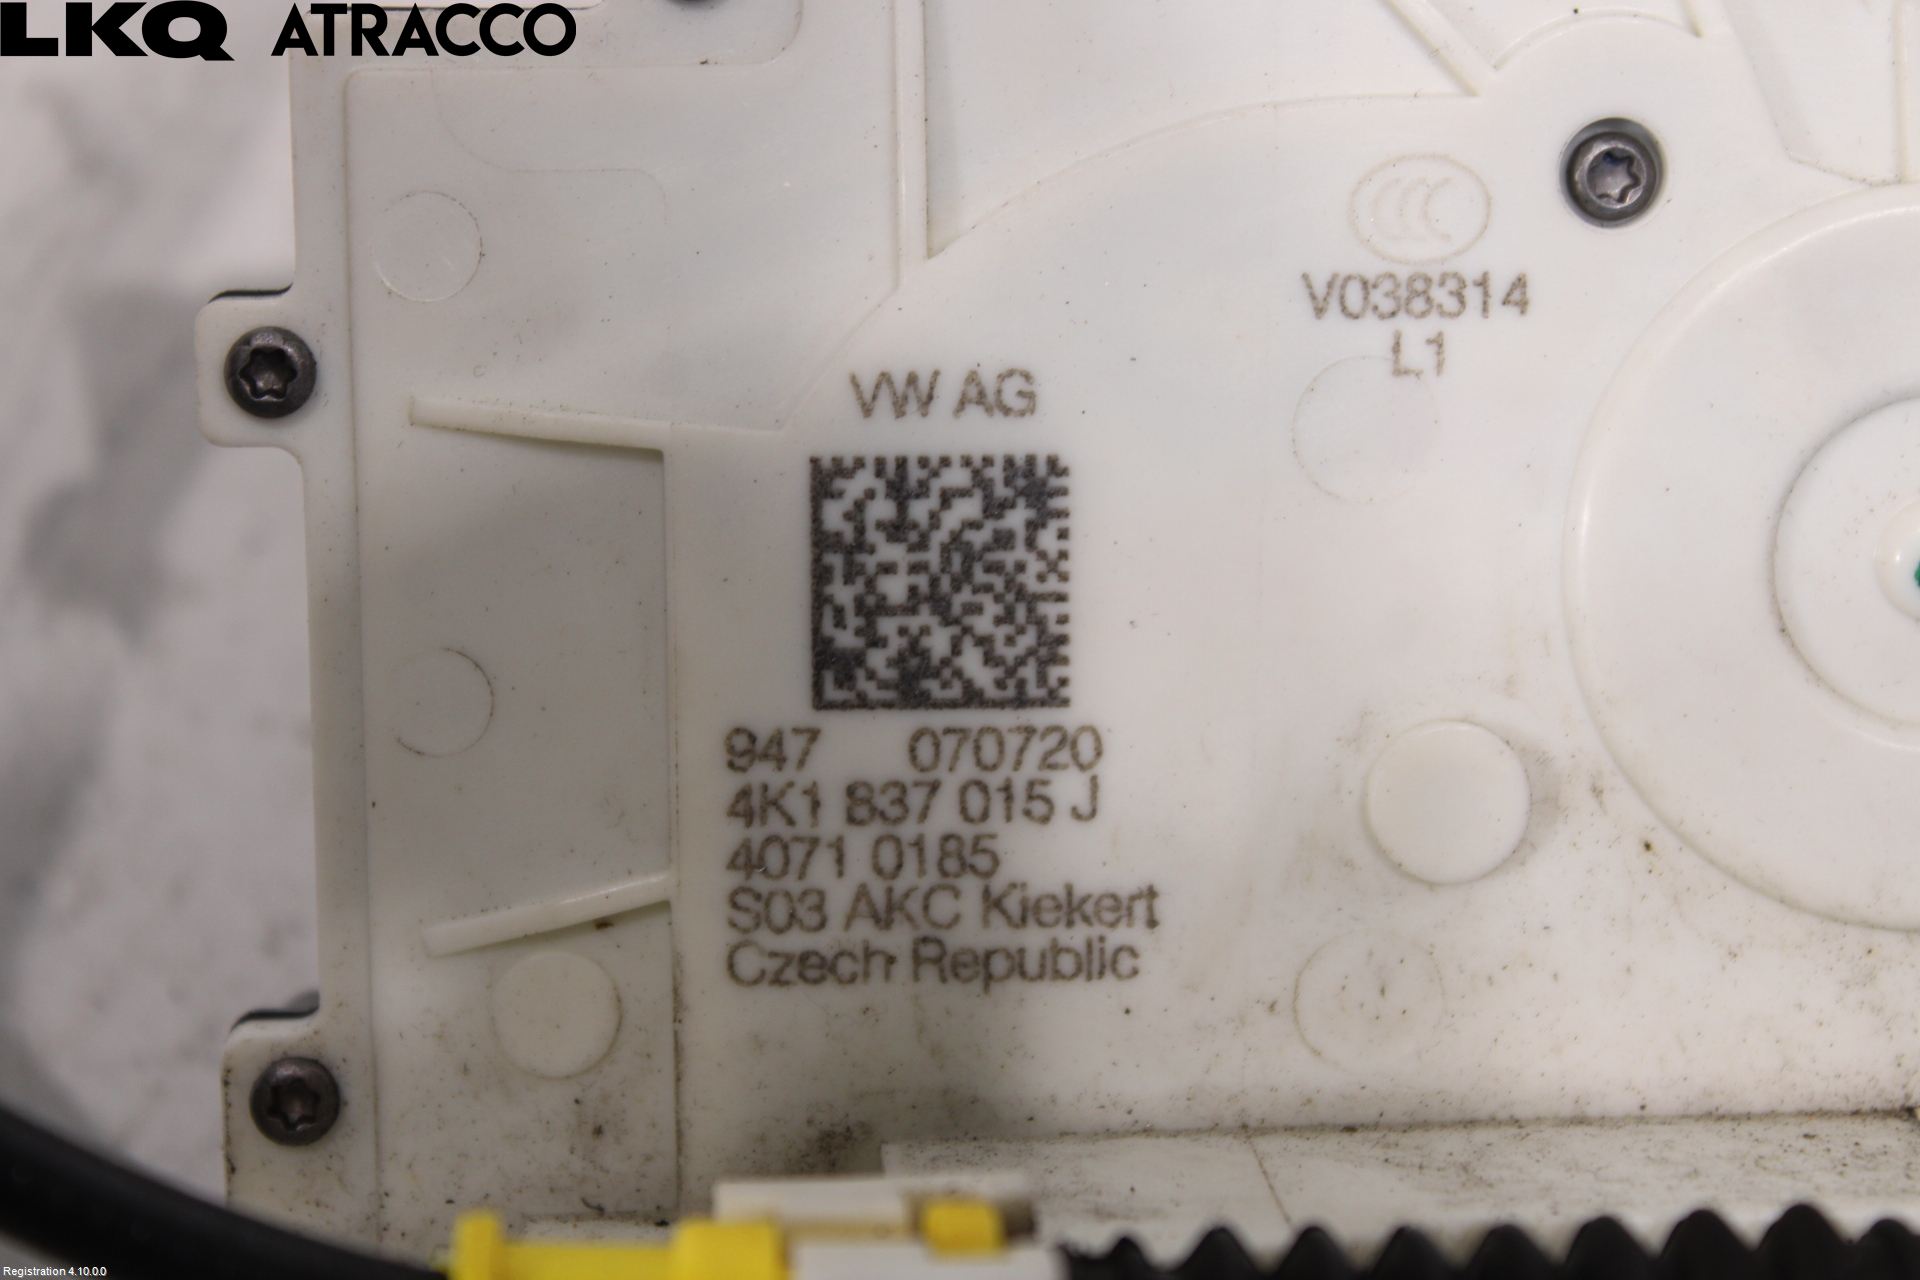 LKQ ATRACCO
CCC
V038314
L1
VW AG
947 070720
4K1 837 015 J
4071 0185
S03 AKC Kiekert
Czech Republic
Registration 4.10.0.0